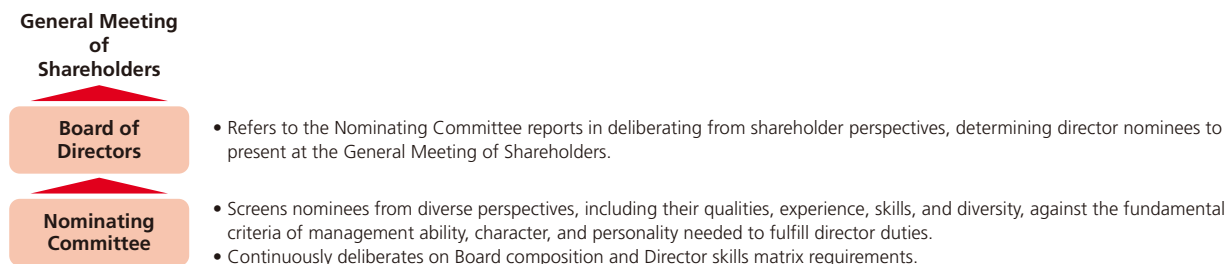 General Meeting
of
Shareholders
Board of
Directors
• Refers to the Nominating Committee reports in deliberating from shareholder perspectives, determining director nominees to
present at the General Meeting of Shareholders.
Nominating
Committee
• Screens nominees from diverse perspectives, including their qualities, experience, skills, and diversity, against the fundamental
criteria of management ability, character, and personality needed to fulfill director duties.
• Continuously deliberates on Board composition and Director skills matrix requirements.